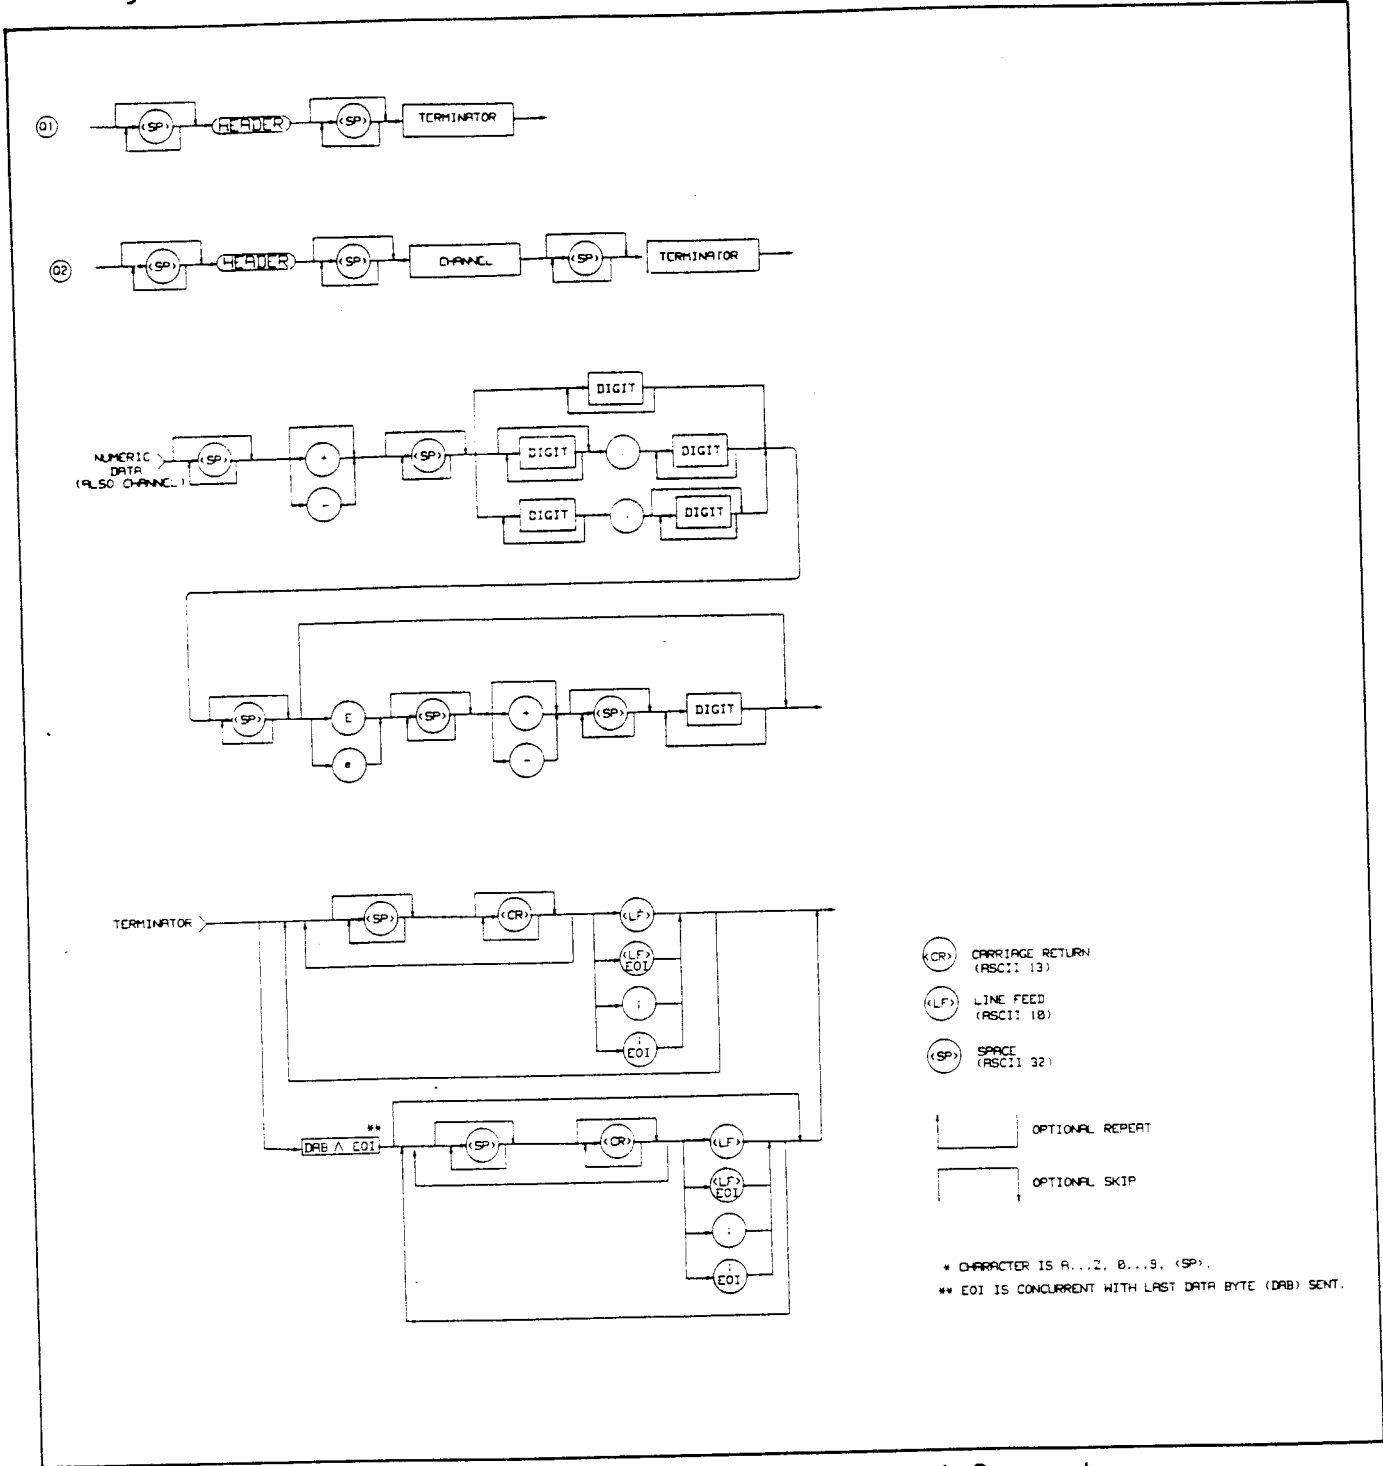 Q1 <SP> HEADER <SP> TERMINATOR
Q2 <SP> HEADER <SP> CHANNEL <SP> TERMINATOR
DIGIT
NUMERIC DATA (ALSO CHANNEL) <SP> + <SP> DIGIT . DIGIT
- DIGIT . DIGIT
<SP> E <SP> + <SP> DIGIT
e -
TERMINATOR <SP> <CR> <LF>
<LF> EOI
;
; EOI
**
DAB Λ EOI <SP> <CR> <LF>
<LF> EOI
;
; EOI
<CR> CARRIAGE RETURN
(ASCII 13)
<LF> LINE FEED
(ASCII 10)
<SP> SPACE
(ASCII 32)
OPTIONAL REPEAT
OPTIONAL SKIP
* CHARACTER IS A...Z, 0...9, <SP>.
** EOI IS CONCURRENT WITH LAST DATA BYTE (DAB) SENT.